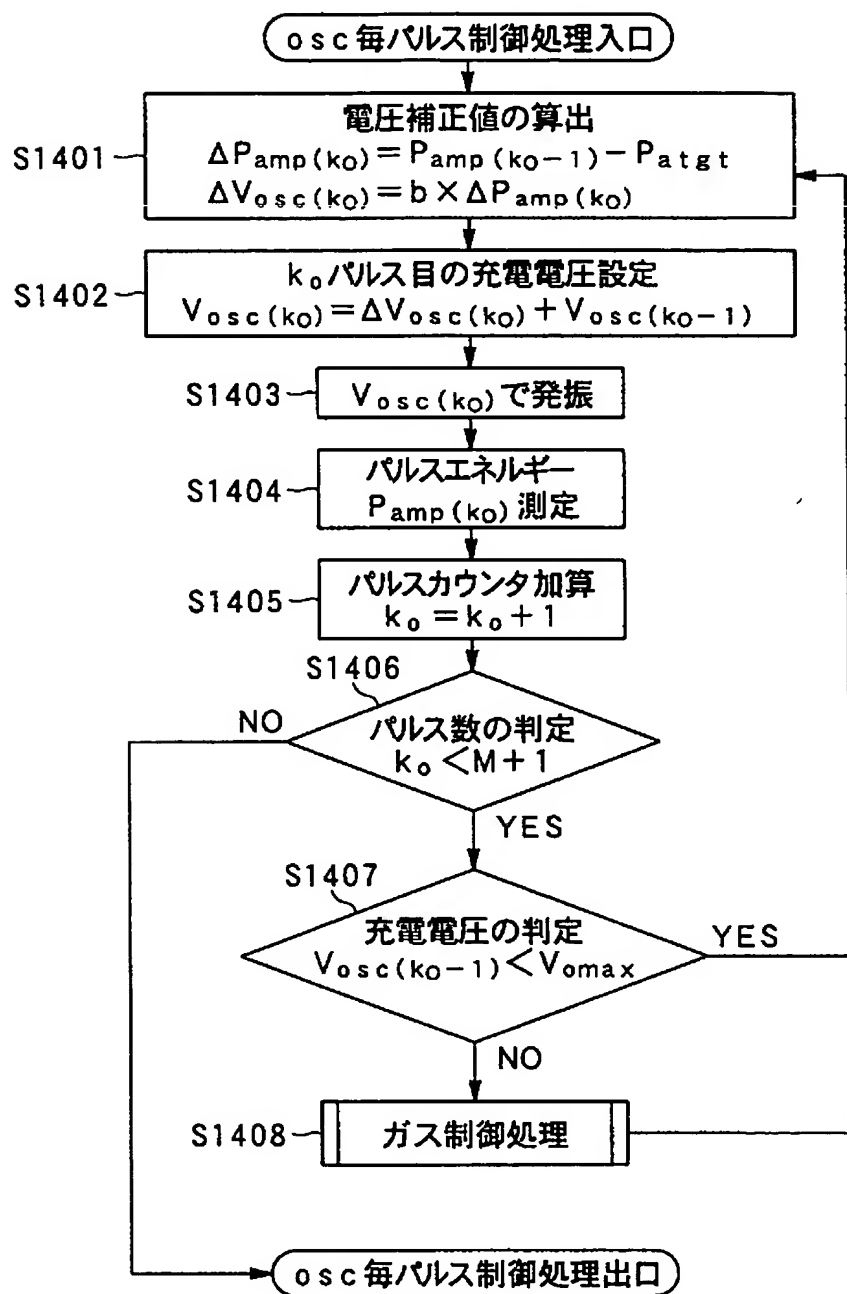 osc毎パルス制御処理入口
電圧補正値の算出
S1401
ΔPamp(ko)=Pamp(ko-1)-Patgt
ΔVosc(ko)=b×ΔPamp(ko)
koパルス目の充電電圧設定
S1402
Vosc(ko)=ΔVosc(ko)+Vosc(ko-1)
S1403
Vosc(ko)で発振
パルスエネルギー
S1404
Pamp(ko)測定
パルスカウンタ加算
S1405
ko=ko+1
S1406
NO
パルス数の判定
ko<M+1
YES
S1407
充電電圧の判定
YES
Vosc(ko-1)<Vomax
NO
S1408
ガス制御処理
osc毎パルス制御処理出口